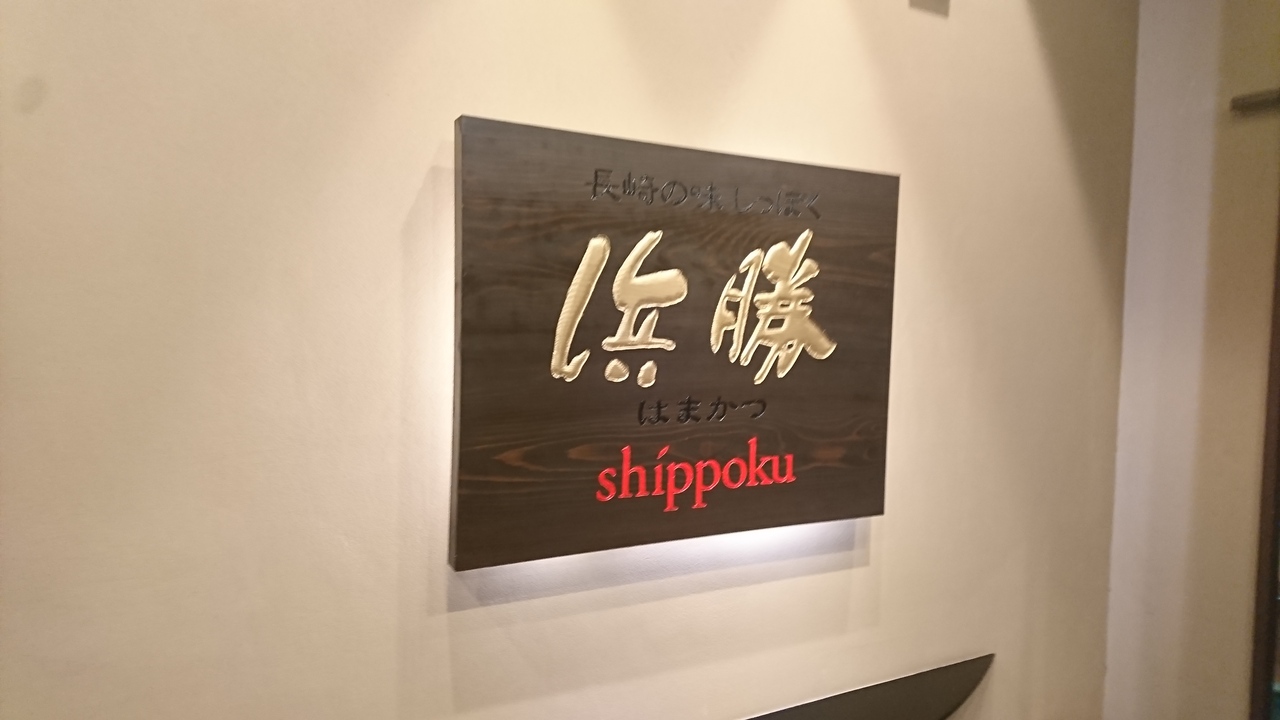 長崎の味しっぽく
浜勝
はまかつ
shippoku